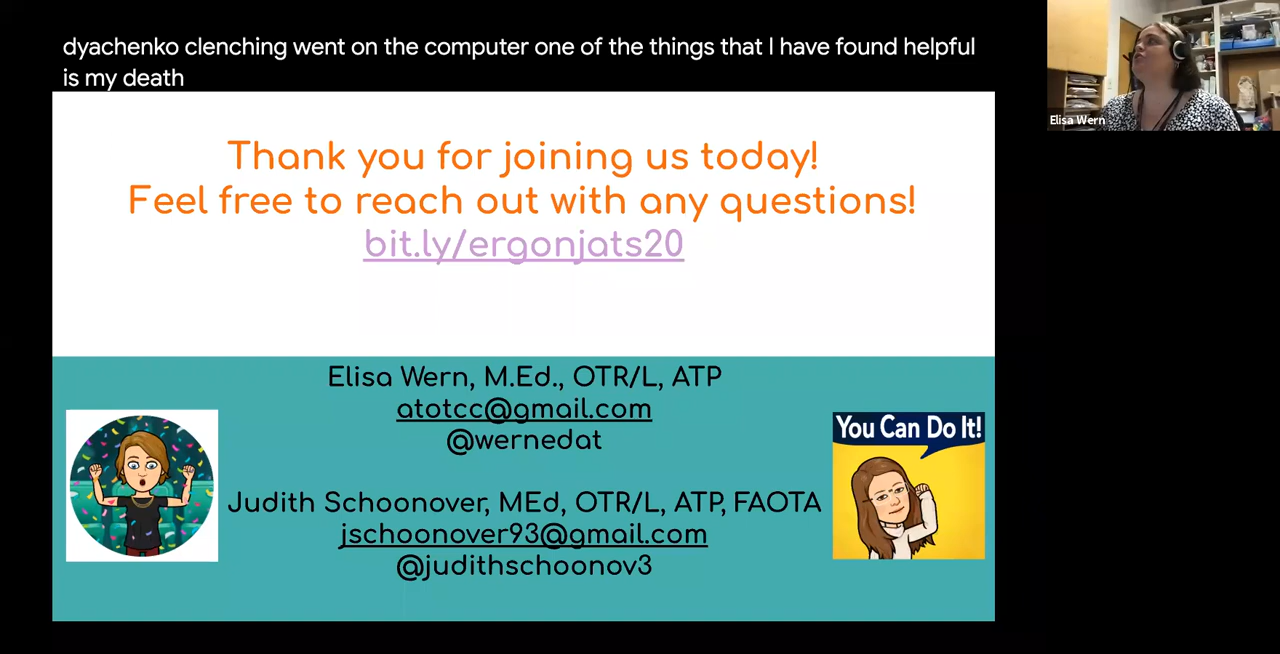 dyachenko clenching went on the computer one of the things that I have found helpful
is my death
Elisa Wern
Thank you for joining us today!
Feel free to reach out with any questions!
bit.ly/ergonjats20
Elisa Wern, M.Ed., OTR/L, ATP
atotcc@gmail.com
@wernedat
You Can Do It!
Judith Schoonover, MEd, OTR/L, ATP, FAOTA
jschoonover93@gmail.com
@judithschoonov3